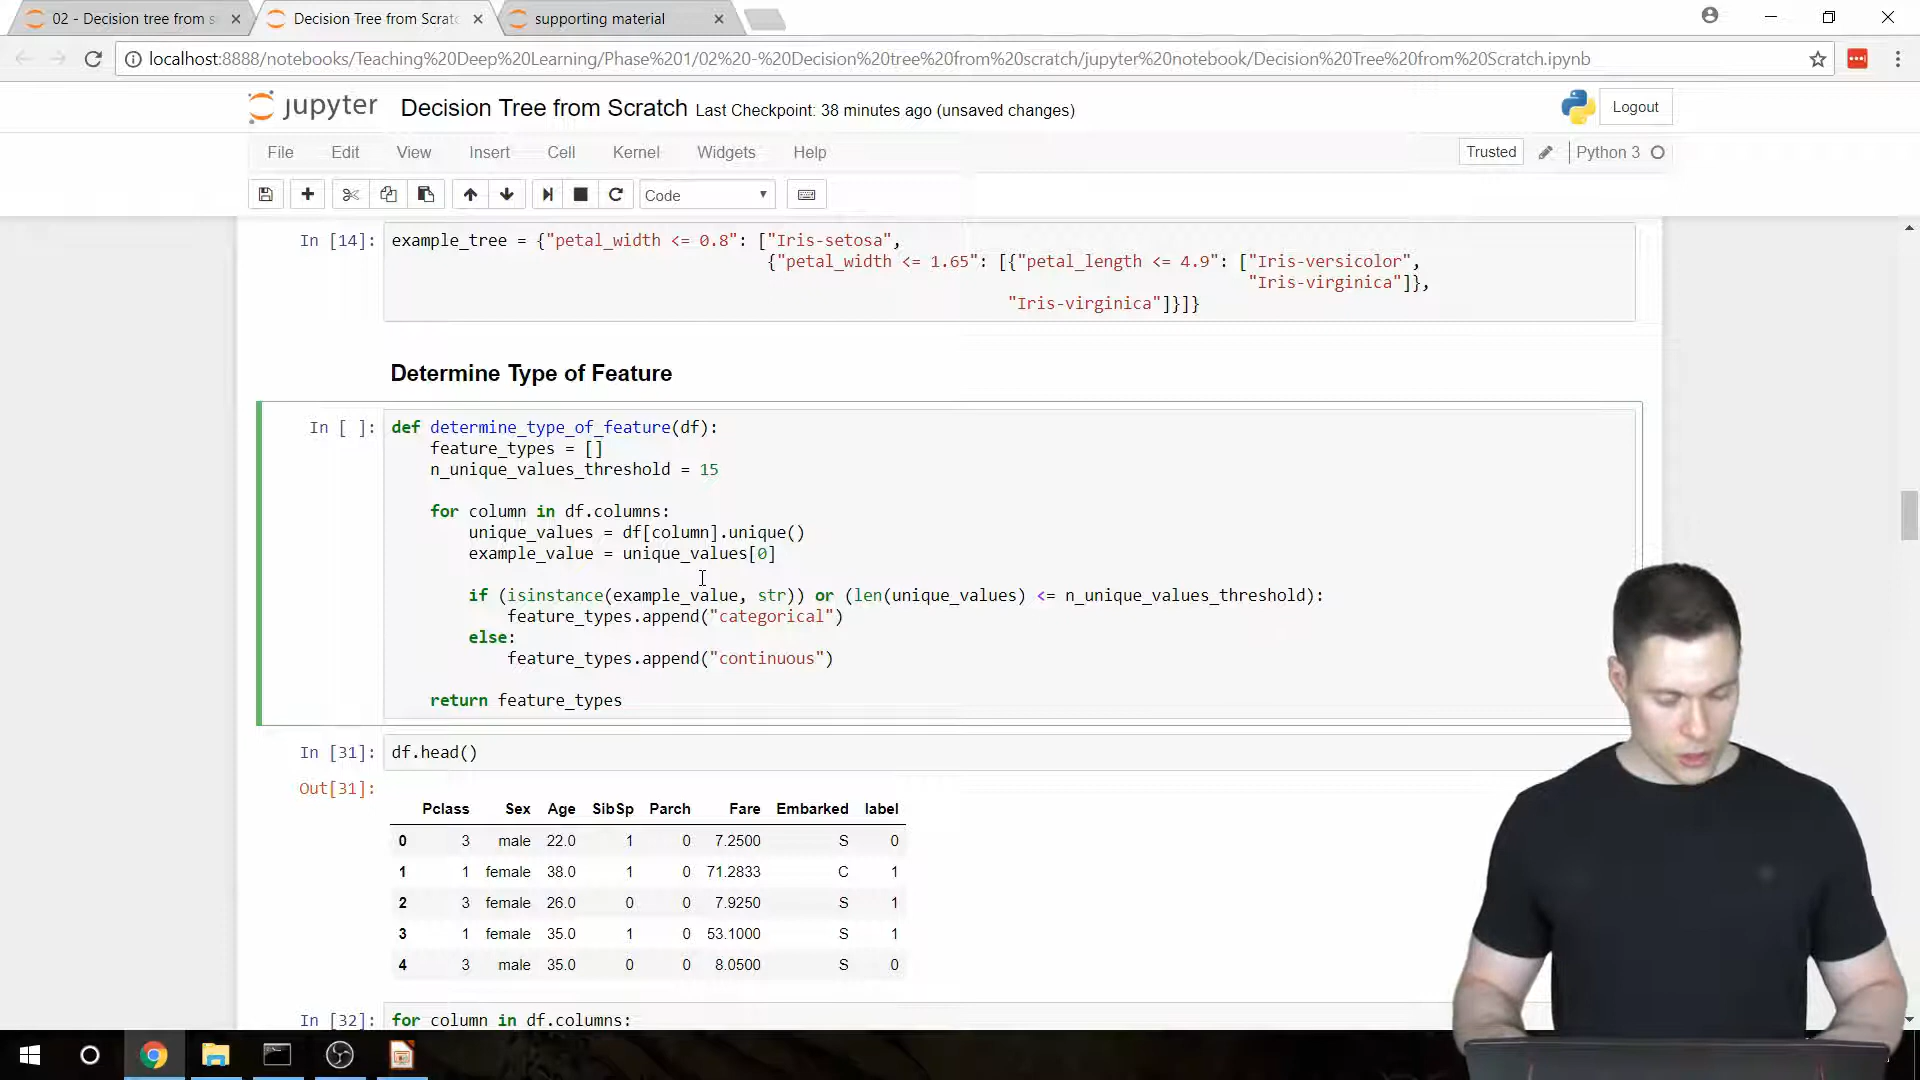 02 - Decision tree from s
Decision Tree from Scratc
supporting material
localhost:8888/notebooks/Teaching%20Deep%20Learning/Phase%201/02%20-%20Decision%20tree%20from%20scratch/jupyter%20notebook/Decision%20Tree%20from%20Scratch.ipynb
jupyter Decision Tree from Scratch Last Checkpoint: 38 minutes ago (unsaved changes)
Logout
File Edit View Insert Cell Kernel Widgets Help
Trusted Python 3
Code
In [14]: example_tree = {"petal_width <= 0.8": ["Iris-setosa",
{"petal_width <= 1.65": [{"petal_length <= 4.9": ["Iris-versicolor",
"Iris-virginica"]},
"Iris-virginica"]}]}
Determine Type of Feature
In [ ]: def determine_type_of_feature(df):
feature_types = []
n_unique_values_threshold = 15
for column in df.columns:
unique_values = df[column].unique()
example_value = unique_values[0]
if (isinstance(example_value, str)) or (len(unique_values) <= n_unique_values_threshold):
feature_types.append("categorical")
else:
feature_types.append("continuous")
return feature_types
In [31]: df.head()
Out[31]:
Pclass Sex Age SibSp Parch Fare Embarked label
0 3 male 22.0 1 0 7.2500 S 0
1 1 female 38.0 1 0 71.2833 C 1
2 3 female 26.0 0 0 7.9250 S 1
3 1 female 35.0 1 0 53.1000 S 1
4 3 male 35.0 0 0 8.0500 S 0
In [32]: for column in df.columns: